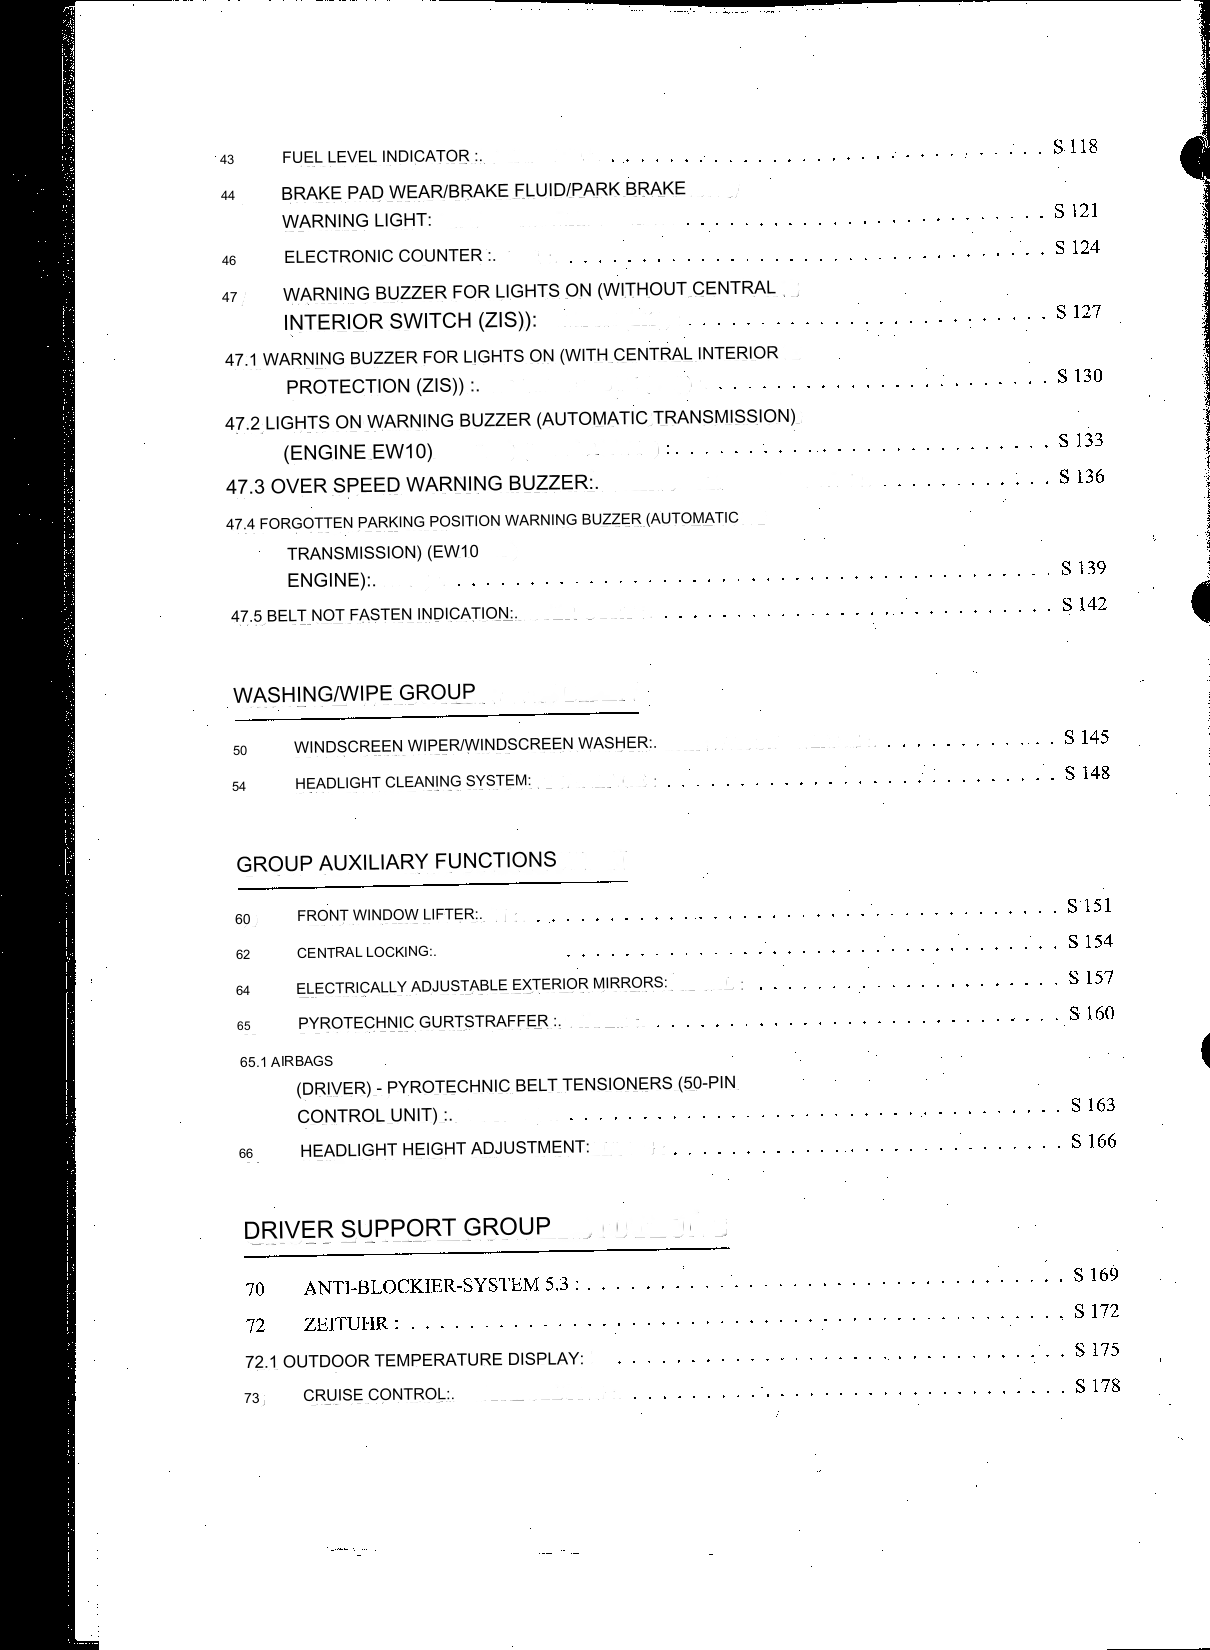 43 FUEL LEVEL INDICATOR :. . . . . . . . . . . . . . . . . . . . . . . . . . . . . . . S 118
44 BRAKE PAD WEAR/BRAKE FLUID/PARK BRAKE
WARNING LIGHT: . . . . . . . . . . . . . . . . . . . . . . . . . S 121
46 ELECTRONIC COUNTER :. . . . . . . . . . . . . . . . . . . . . . . . . . . . . . . . . . S 124
47 WARNING BUZZER FOR LIGHTS ON (WITHOUT CENTRAL
INTERIOR SWITCH (ZIS)): . . . . . . . . . . . . . . . . . . . . . . . . . S 127
47.1 WARNING BUZZER FOR LIGHTS ON (WITH CENTRAL INTERIOR
PROTECTION (ZIS)) :. . . . . . . . . . . . . . . . . . . . . . . . S 130
47.2 LIGHTS ON WARNING BUZZER (AUTOMATIC TRANSMISSION)
(ENGINE EW10) :. . . . . . . . . . . . . . . . . . . . . . . . . . S 133
47.3 OVER SPEED WARNING BUZZER:. . . . . . . . . . . . . S 136
47.4 FORGOTTEN PARKING POSITION WARNING BUZZER (AUTOMATIC
TRANSMISSION) (EW10
ENGINE):. . . . . . . . . . . . . . . . . . . . . . . . . . . . . . . . . . . . . . . . . . S 139
47.5 BELT NOT FASTEN INDICATION:. . . . . . . . . . . . . . . . . . . . . . . . . . . . S 142
WASHING/WIPE GROUP
50 WINDSCREEN WIPER/WINDSCREEN WASHER:. . . . . . . . . . . . . S 145
54 HEADLIGHT CLEANING SYSTEM: . . . . . . . . . . . . . . . . . . . . . . . . . . . S 148
GROUP AUXILIARY FUNCTIONS
60 FRONT WINDOW LIFTER:. . . . . . . . . . . . . . . . . . . . . . . . . . . . . . . . . . . . . S 151
62 CENTRAL LOCKING:. . . . . . . . . . . . . . . . . . . . . . . . . . . . . . . . . . . S 154
64 ELECTRICALLY ADJUSTABLE EXTERIOR MIRRORS: . . . . . . . . . . . . . . . . . . . . . S 157
65 PYROTECHNIC GURTSTRAFFER :. . . . . . . . . . . . . . . . . . . . . . . . . . . . . S 160
65.1 AIRBAGS
(DRIVER) - PYROTECHNIC BELT TENSIONERS (50-PIN
CONTROL UNIT) :. . . . . . . . . . . . . . . . . . . . . . . . . . . . . . . . . . . S 163
66 HEADLIGHT HEIGHT ADJUSTMENT: . . . . . . . . . . . . . . . . . . . . . . . . . . . S 166
DRIVER SUPPORT GROUP
70 ANTI-BLOCKIER-SYSTEM 5.3 : . . . . . . . . . . . . . . . . . . . . . . . . . . . . . . . . . S 169
72 ZEITUHR : . . . . . . . . . . . . . . . . . . . . . . . . . . . . . . . . . . . . . . . . . . . . . S 172
72.1 OUTDOOR TEMPERATURE DISPLAY: . . . . . . . . . . . . . . . . . . . . . . . . . . . . . . . S 175
73 CRUISE CONTROL:. . . . . . . . . . . . . . . . . . . . . . . . . . . . . . . S 178